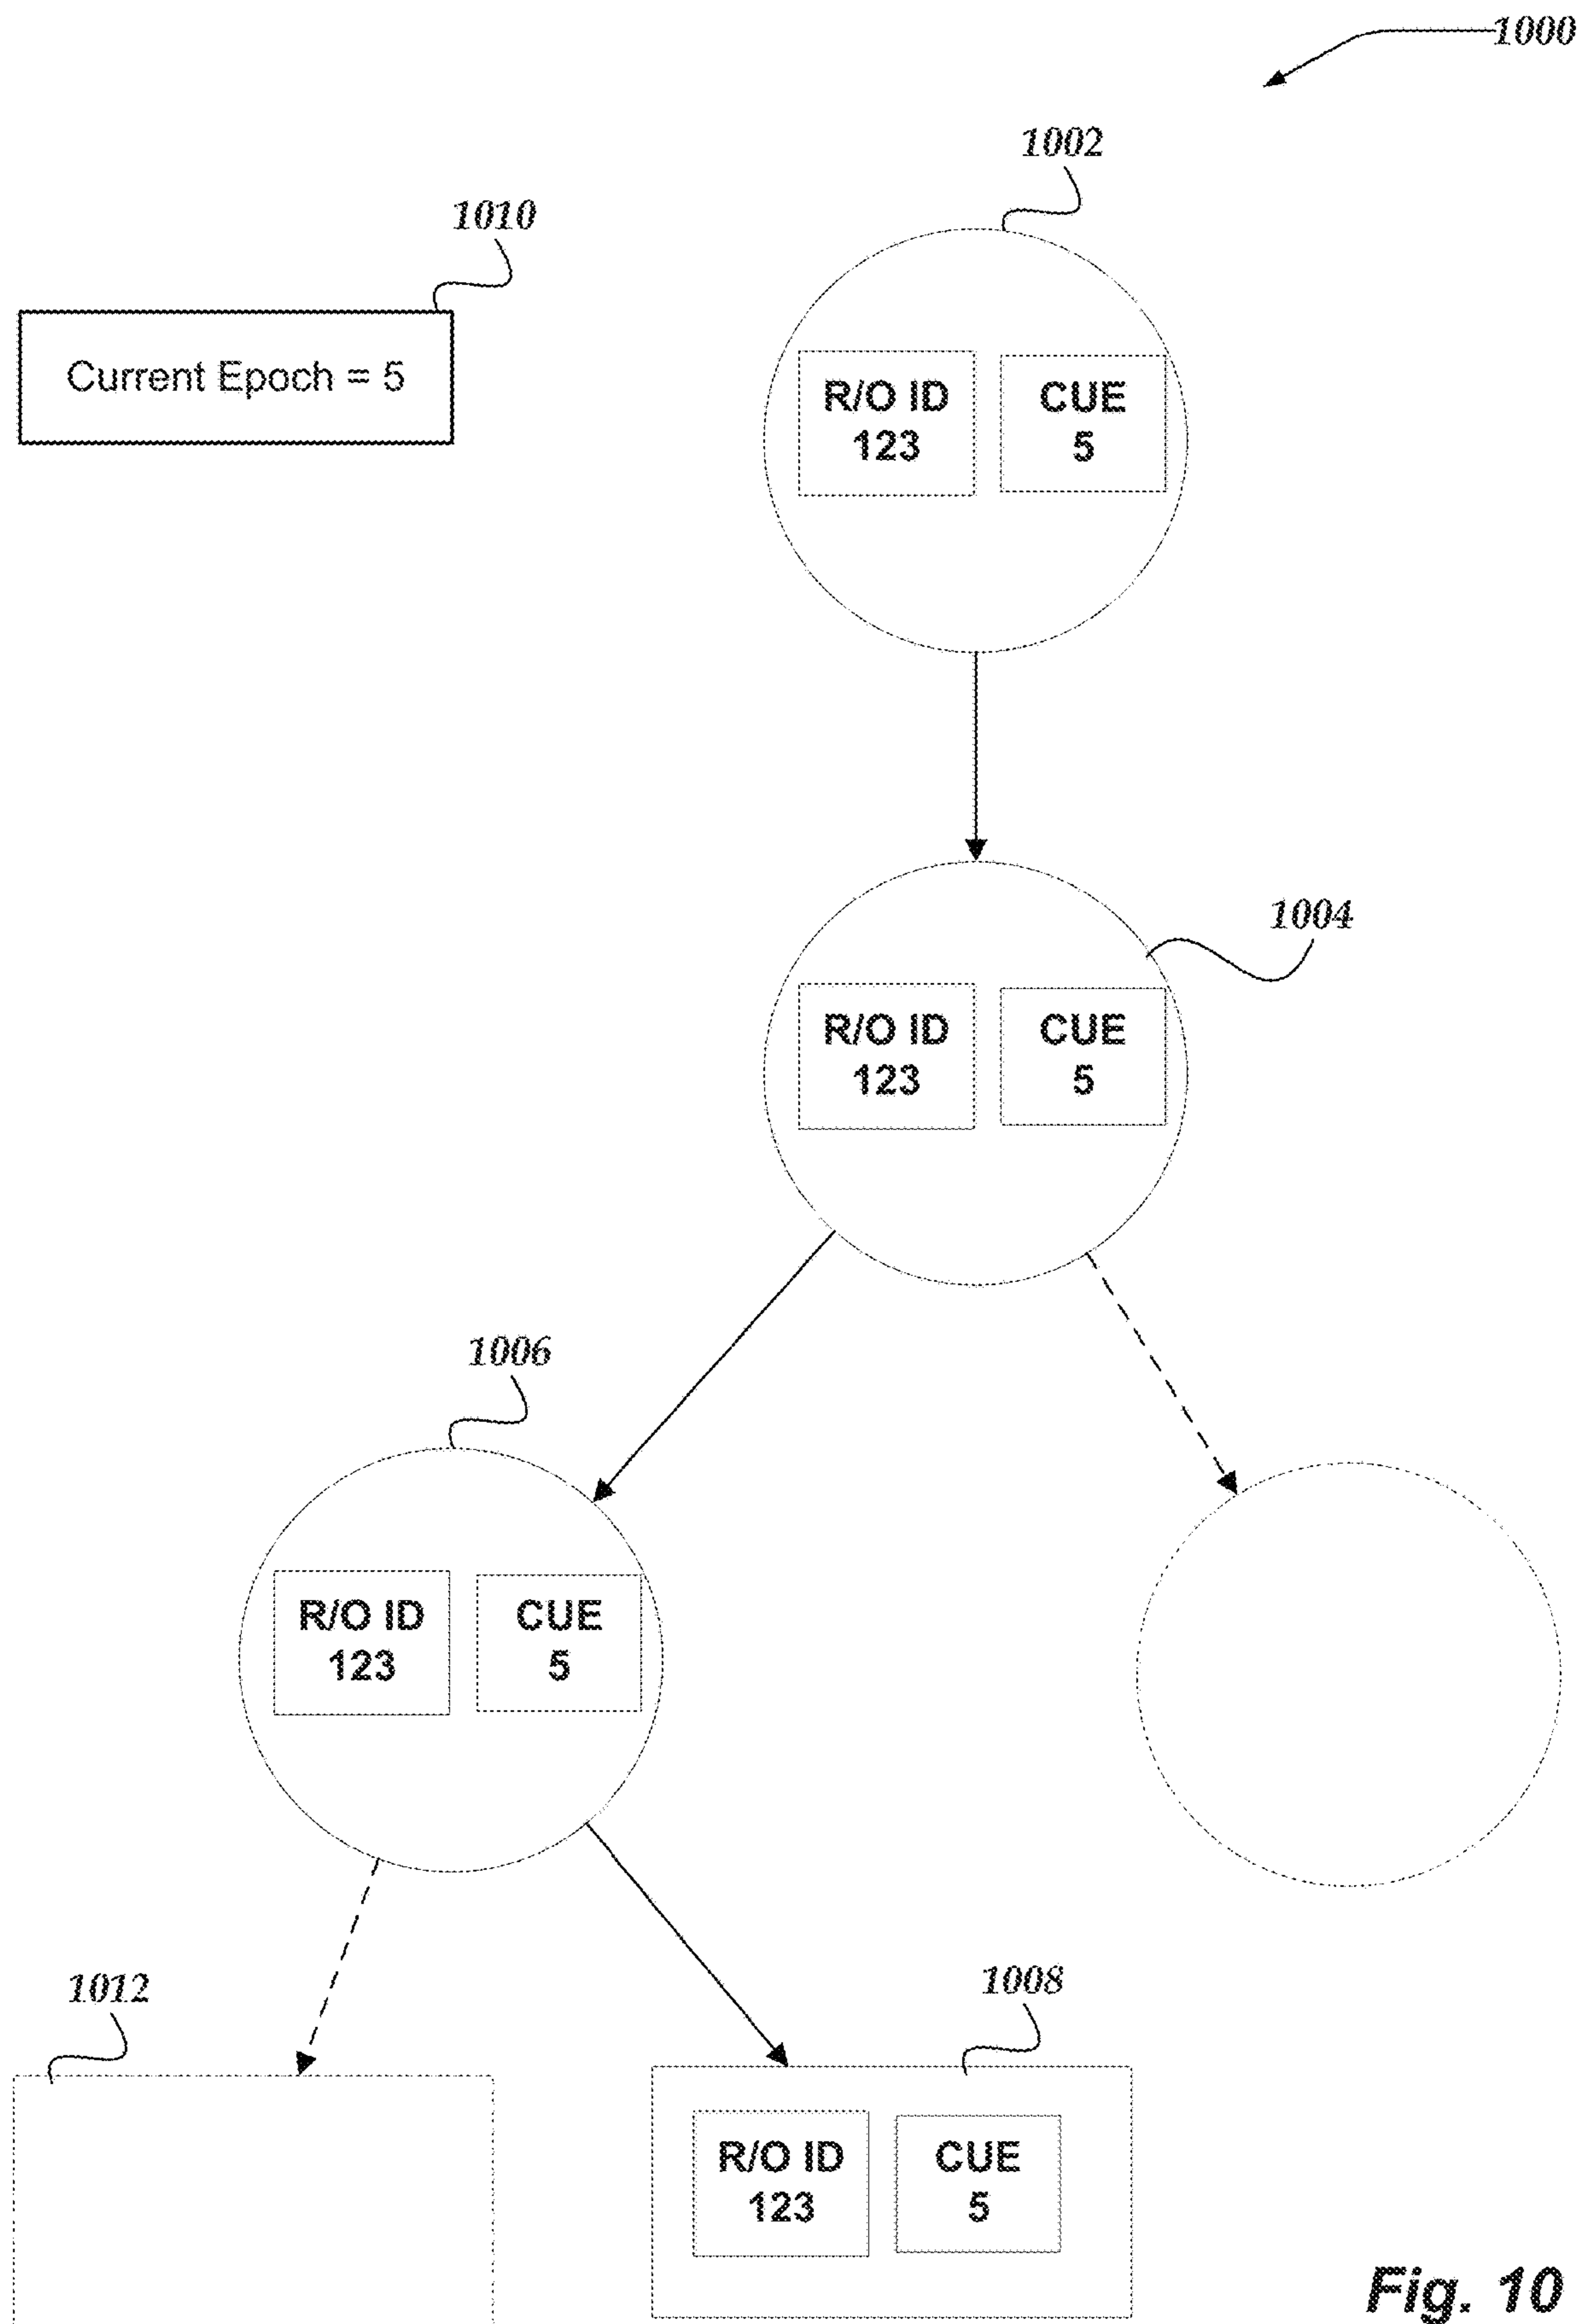 1000
1002
1010
Current Epoch = 5
R/O ID
123
CUE
5
1004
R/O ID
123
CUE
5
1006
R/O ID
123
CUE
5
1012
1008
R/O ID
123
CUE
5
Fig. 10